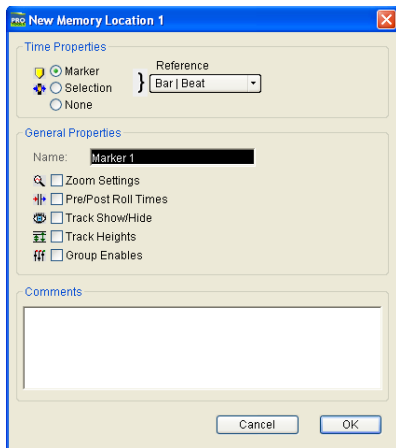 PRO New Memory Location 1
Time Properties
Marker
Reference
Selection
Bar | Beat
None
General Properties
Name: Marker 1
Zoom Settings
Pre/Post Roll Times
Track Show/Hide
Track Heights
Group Enables
Comments
Cancel OK